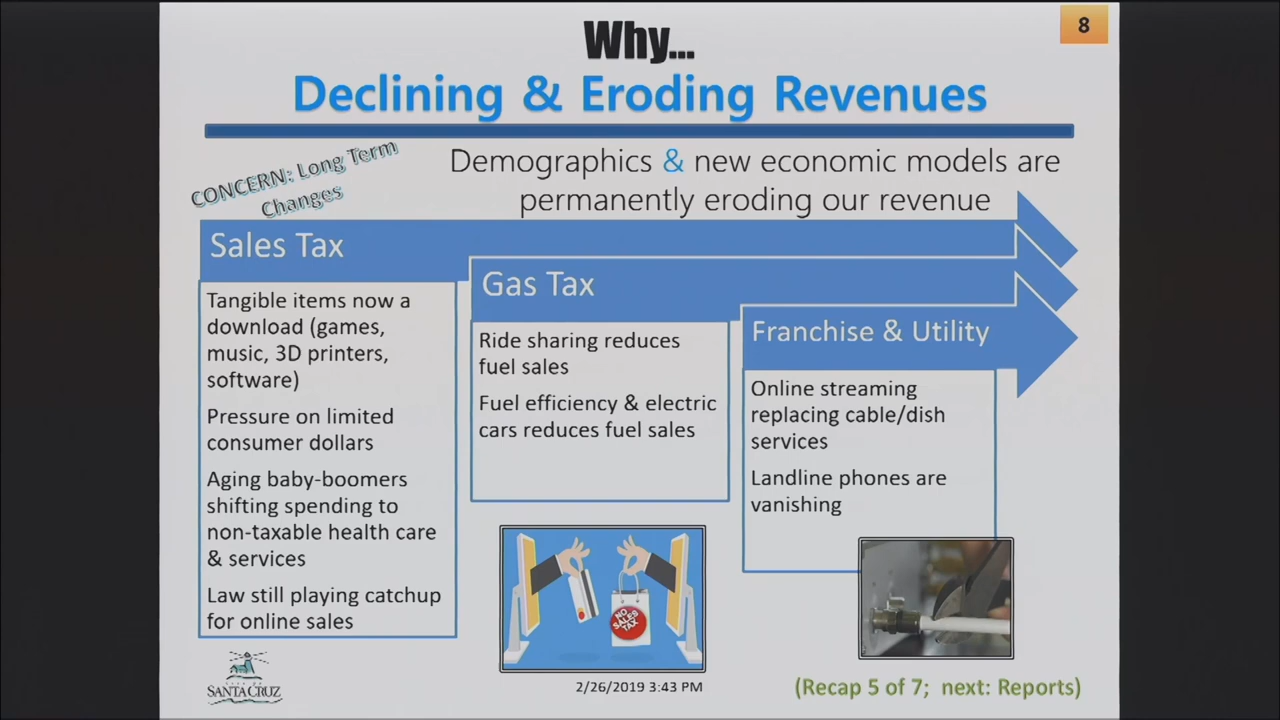 8
Why...
Declining & Eroding Revenues
CONCERN: Long Term
Changes
Demographics & new economic models are
permanently eroding our revenue
Sales Tax
Tangible items now a
download (games,
music, 3D printers,
software)
Pressure on limited
consumer dollars
Aging baby-boomers
shifting spending to
non-taxable health care
& services
Law still playing catchup
for online sales
Gas Tax
Ride sharing reduces
fuel sales
Fuel efficiency & electric
cars reduces fuel sales
Franchise & Utility
Online streaming
replacing cable/dish
services
Landline phones are
vanishing
NO
SALES
TAX
SANTA CRUZ
2/26/2019 3:43 PM
(Recap 5 of 7; next: Reports)